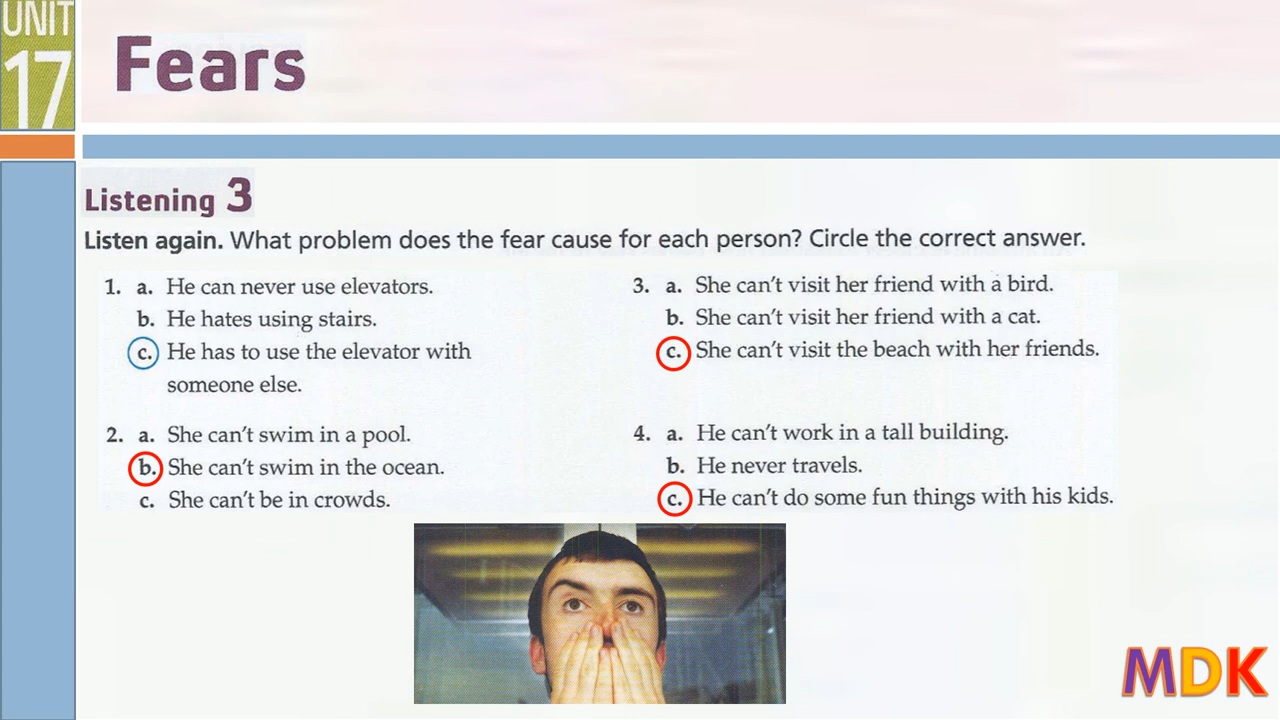 UNIT
17
Fears
Listening 3
Listen again. What problem does the fear cause for each person? Circle the correct answer.
1. a. He can never use elevators.
b. He hates using stairs.
c. He has to use the elevator with
someone else.
2. a. She can't swim in a pool.
b. She can't swim in the ocean.
c. She can't be in crowds.
3. a. She can't visit her friend with a bird.
b. She can't visit her friend with a cat.
c. She can't visit the beach with her friends.
4. a. He can't work in a tall building.
b. He never travels.
c. He can't do some fun things with his kids.
MDK